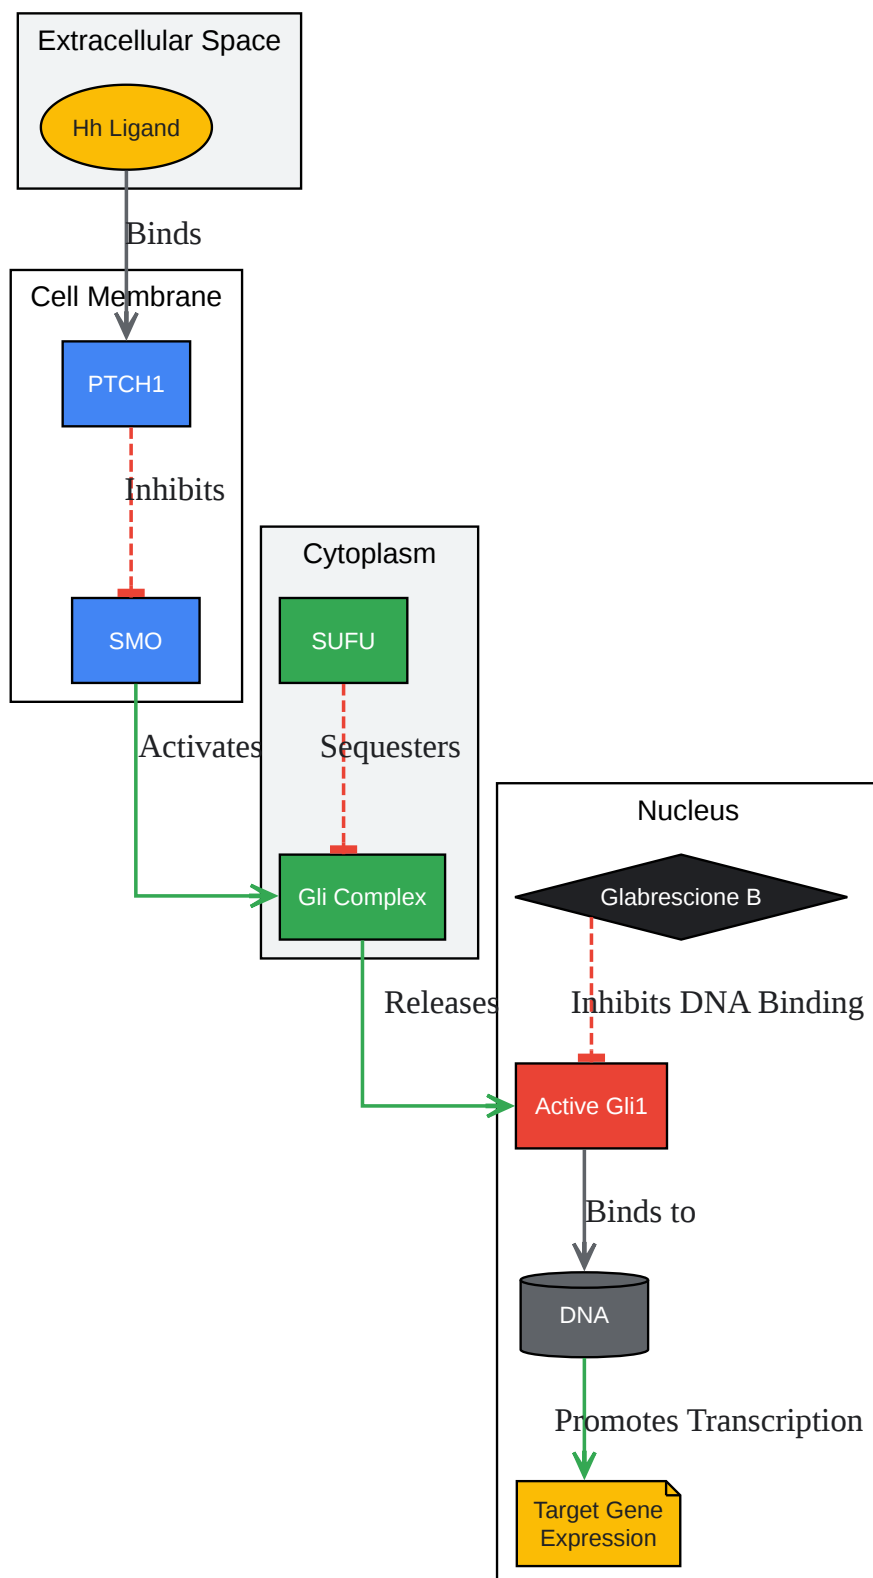 Extracellular Space
Hh Ligand
Binds
Cell Membrane
PTCH1
Inhibits
Cytoplasm
SMO
SUFU
Activates
Sequesters
Nucleus
Gli Complex
Glabrescione B
Releases
Inhibits DNA Binding
Active Gli1
Binds to
DNA
Promotes Transcription
Target Gene
Expression